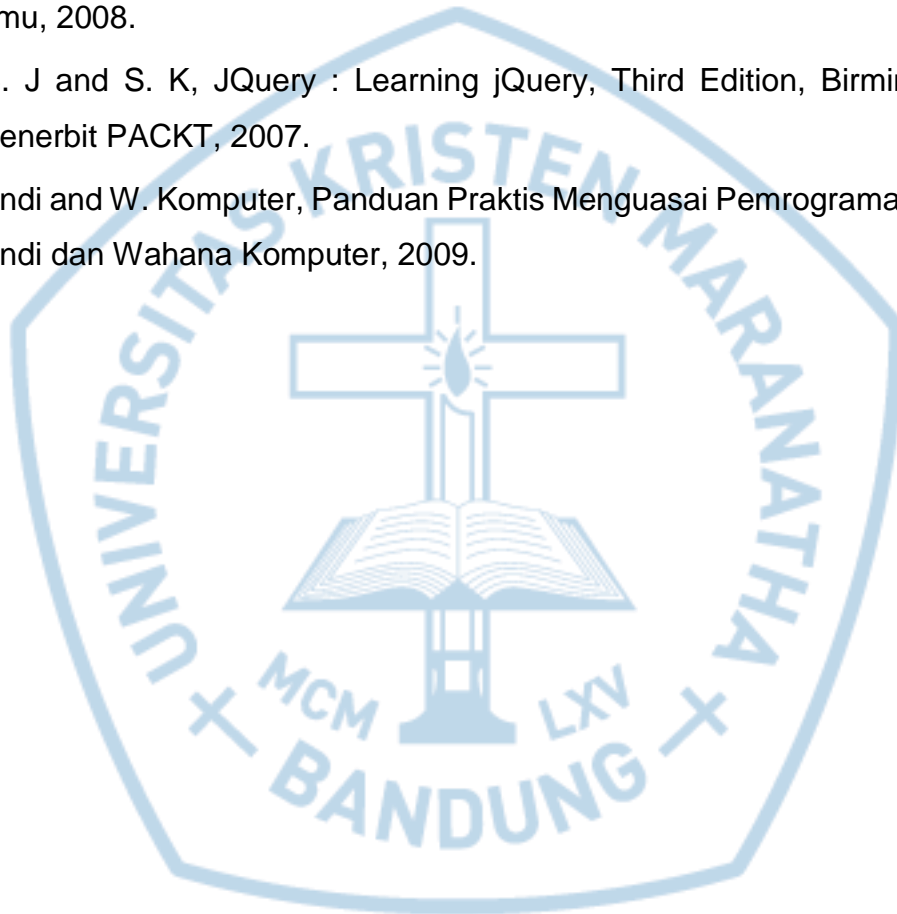 mu, 2008.
. J and S. K, JQuery : Learning jQuery, Third Edition, Birmi
enerbit PACKT, 2007.
ndi and W. Komputer, Panduan Praktis Menguasai Pemrograma
ndi dan Wahana Komputer, 2009.
UNIVERSITAS KRISTEN MARANATHA
MCM LXV
BANDUNG